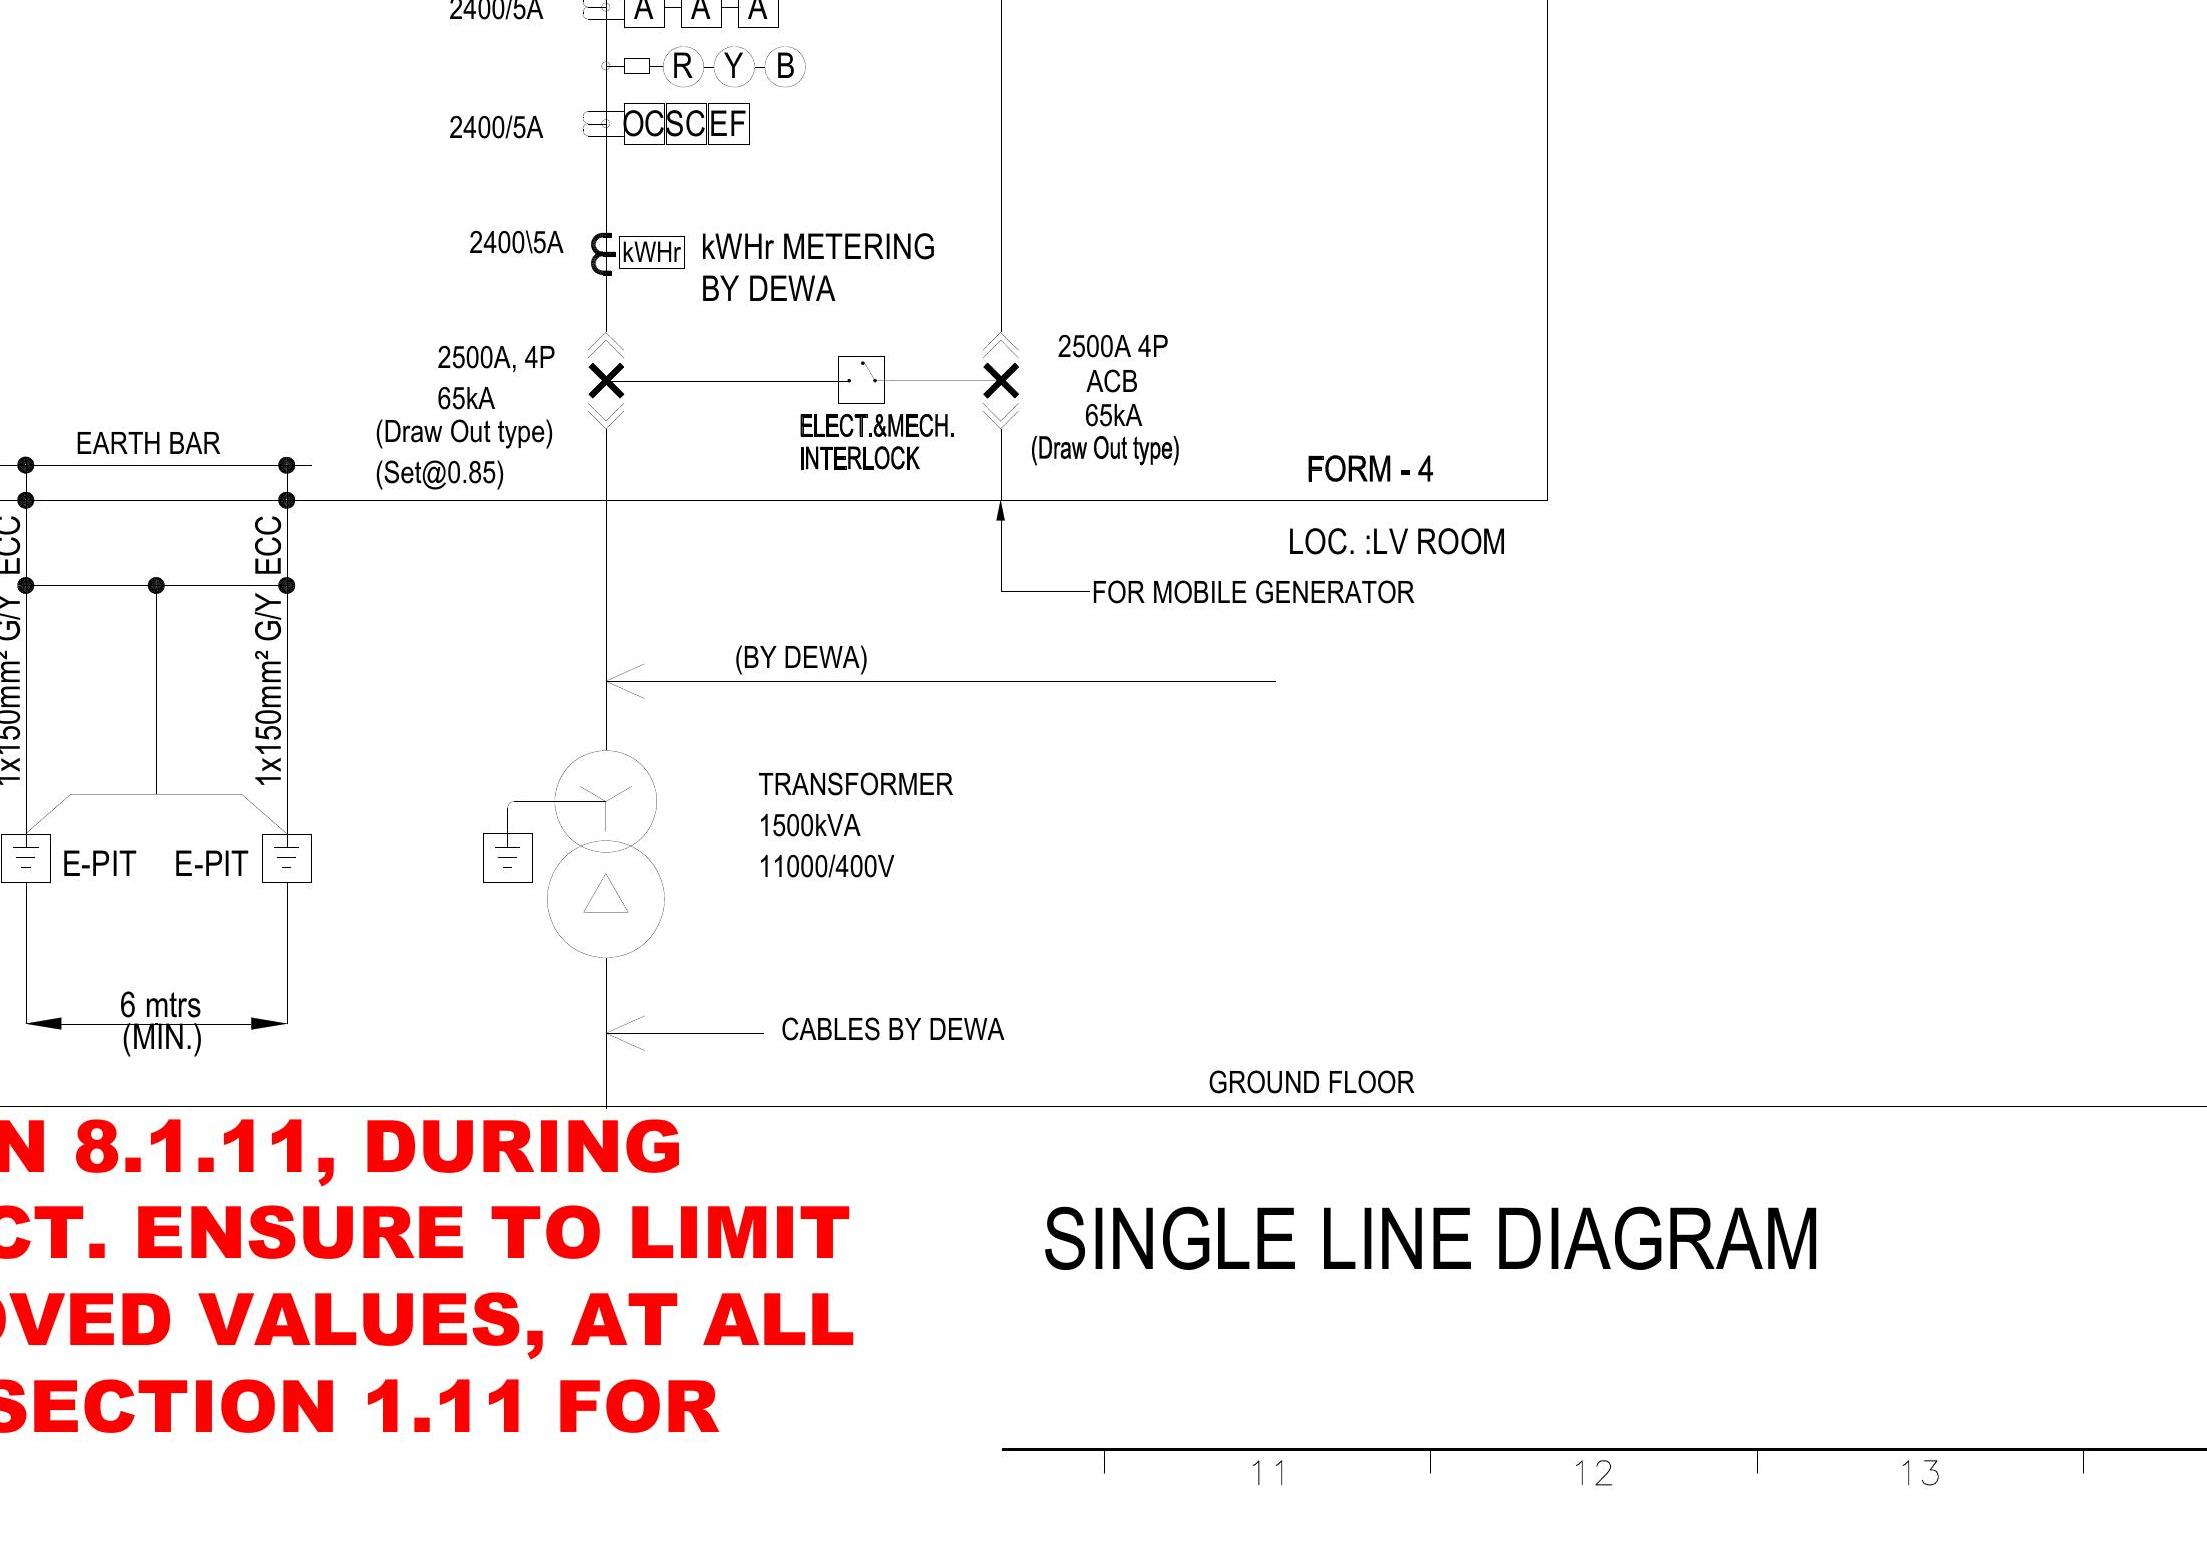 2400/5A
A A A
R Y B
2400/5A
OC SC EF
2400\5A
kWHr
kWHr METERING
BY DEWA
2500A, 4P
65kA
(Draw Out type)
(Set@0.85)
ELECT.&MECH.
INTERLOCK
2500A 4P
ACB
65kA
(Draw Out type)
EARTH BAR
FORM - 4
LOC. :LV ROOM
FOR MOBILE GENERATOR
1x150mm² G/Y ECC
1x150mm² G/Y ECC
(BY DEWA)
TRANSFORMER
1500kVA
11000/400V
E-PIT
E-PIT
6 mtrs
(MIN.)
CABLES BY DEWA
GROUND FLOOR
N 8.1.11, DURING
CT. ENSURE TO LIMIT
OVED VALUES, AT ALL
SECTION 1.11 FOR
SINGLE LINE DIAGRAM
11 12 13